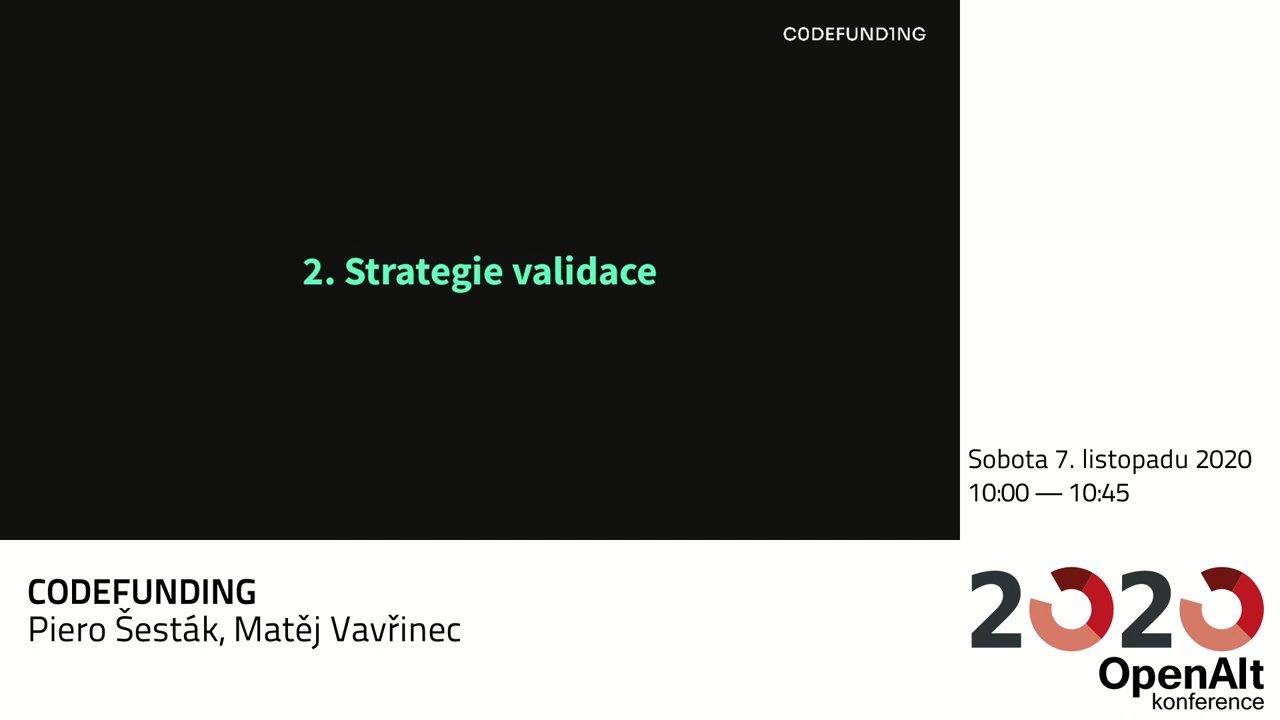 C0DEFUND1NG
2. Strategie validace
Sobota 7. listopadu 2020
10:00 — 10:45
CODEFUNDING
Piero Šesták, Matěj Vavřinec
2020
OpenAlt
konference